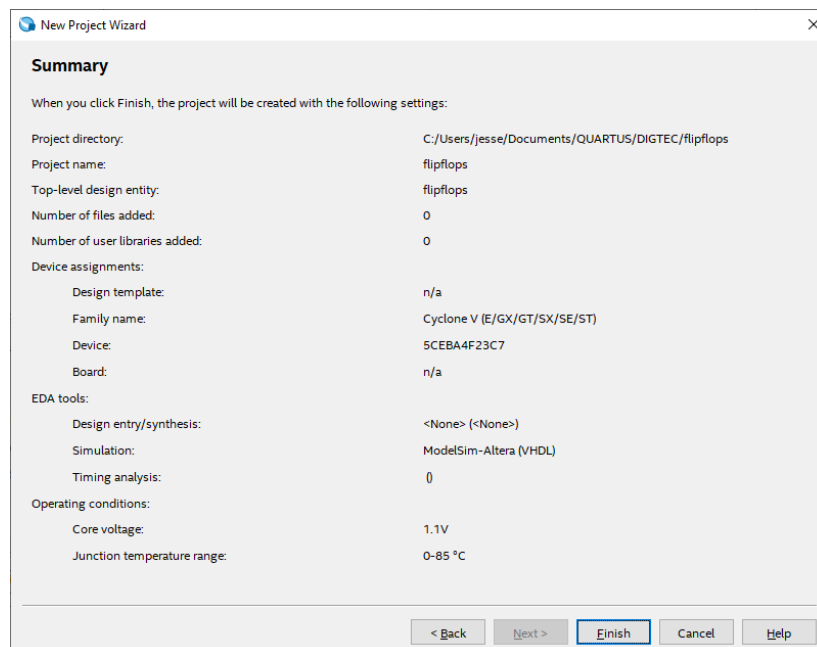 New Project Wizard
Summary
When you click Finish, the project will be created with the following settings:
Project directory: C:/Users/jesse/Documents/QUARTUS/DIGTEC/flipflops
Project name: flipflops
Top-level design entity: flipflops
Number of files added: 0
Number of user libraries added: 0
Device assignments:
Design template: n/a
Family name: Cyclone V (E/GX/GT/SX/SE/ST)
Device: 5CEBA4F23C7
Board: n/a
EDA tools:
Design entry/synthesis: <None> (<None>)
Simulation: ModelSim-Altera (VHDL)
Timing analysis: ()
Operating conditions:
Core voltage: 1.1V
Junction temperature range: 0-85 °C
< Back Next > Finish Cancel Help